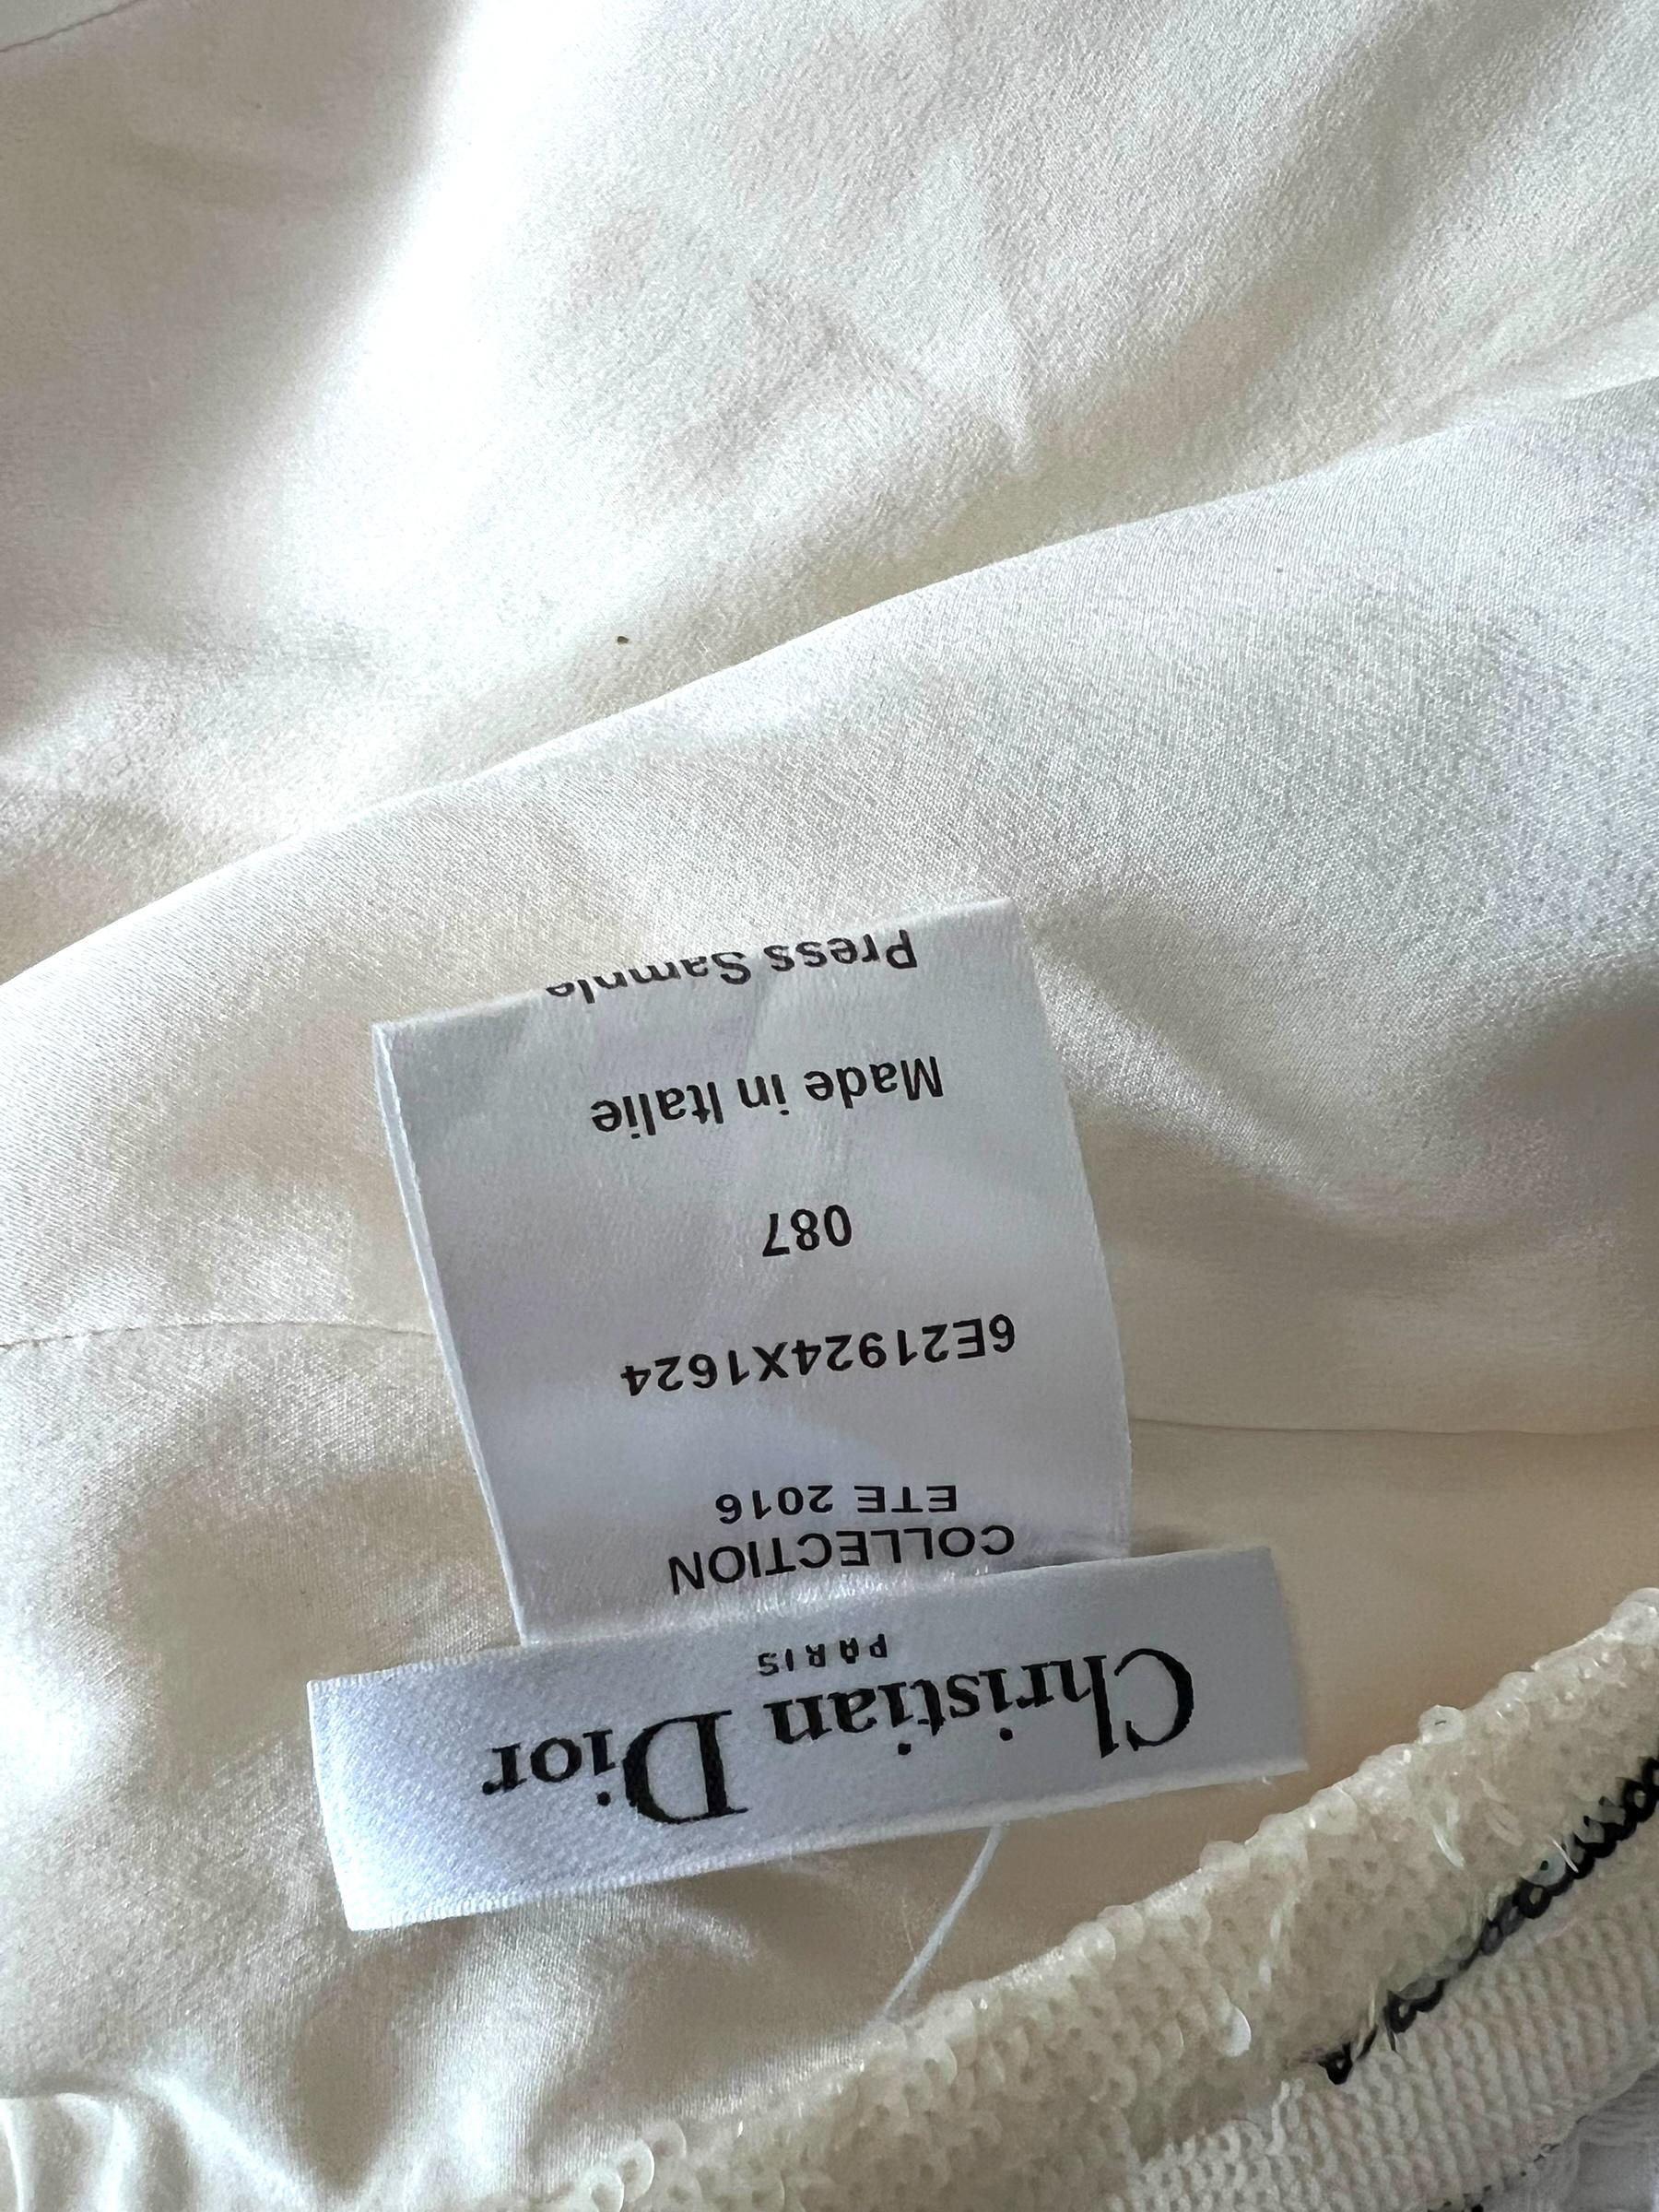 Christian Dior
PARIS
COLLECTION
ETE 2016
6E21924X1624
087
Made in Italie
Press Sample